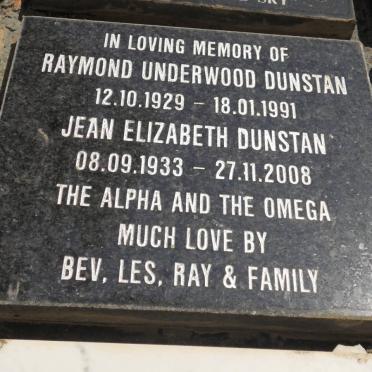 SKY
IN LOVING MEMORY OF
RAYMOND UNDERWOOD DUNSTAN
12.10.1929 - 18.01.1991
JEAN ELIZABETH DUNSTAN
08.09.1933 - 27.11.2008
THE ALPHA AND THE OMEGA
MUCH LOVE BY
BEV, LES, RAY & FAMILY